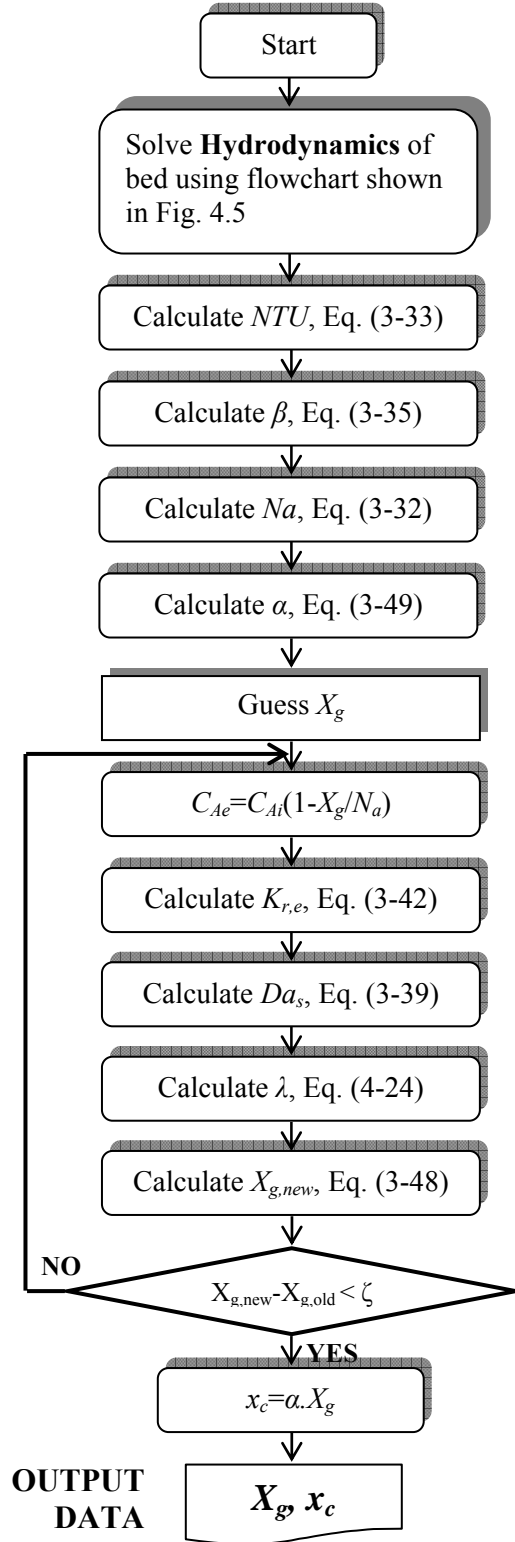 Start
Solve Hydrodynamics of
bed using flowchart shown
in Fig. 4.5
Calculate NTU, Eq. (3-33)
Calculate β, Eq. (3-35)
Calculate Na, Eq. (3-32)
Calculate α, Eq. (3-49)
Guess Xg
CAe=CAi(1-Xg/Na)
Calculate Kr,e, Eq. (3-42)
Calculate Das, Eq. (3-39)
Calculate λ, Eq. (4-24)
Calculate Xg,new, Eq. (3-48)
NO
Xg,new-Xg,old < ζ
YES
xc=α.Xg
OUTPUT
DATA
Xg, xc